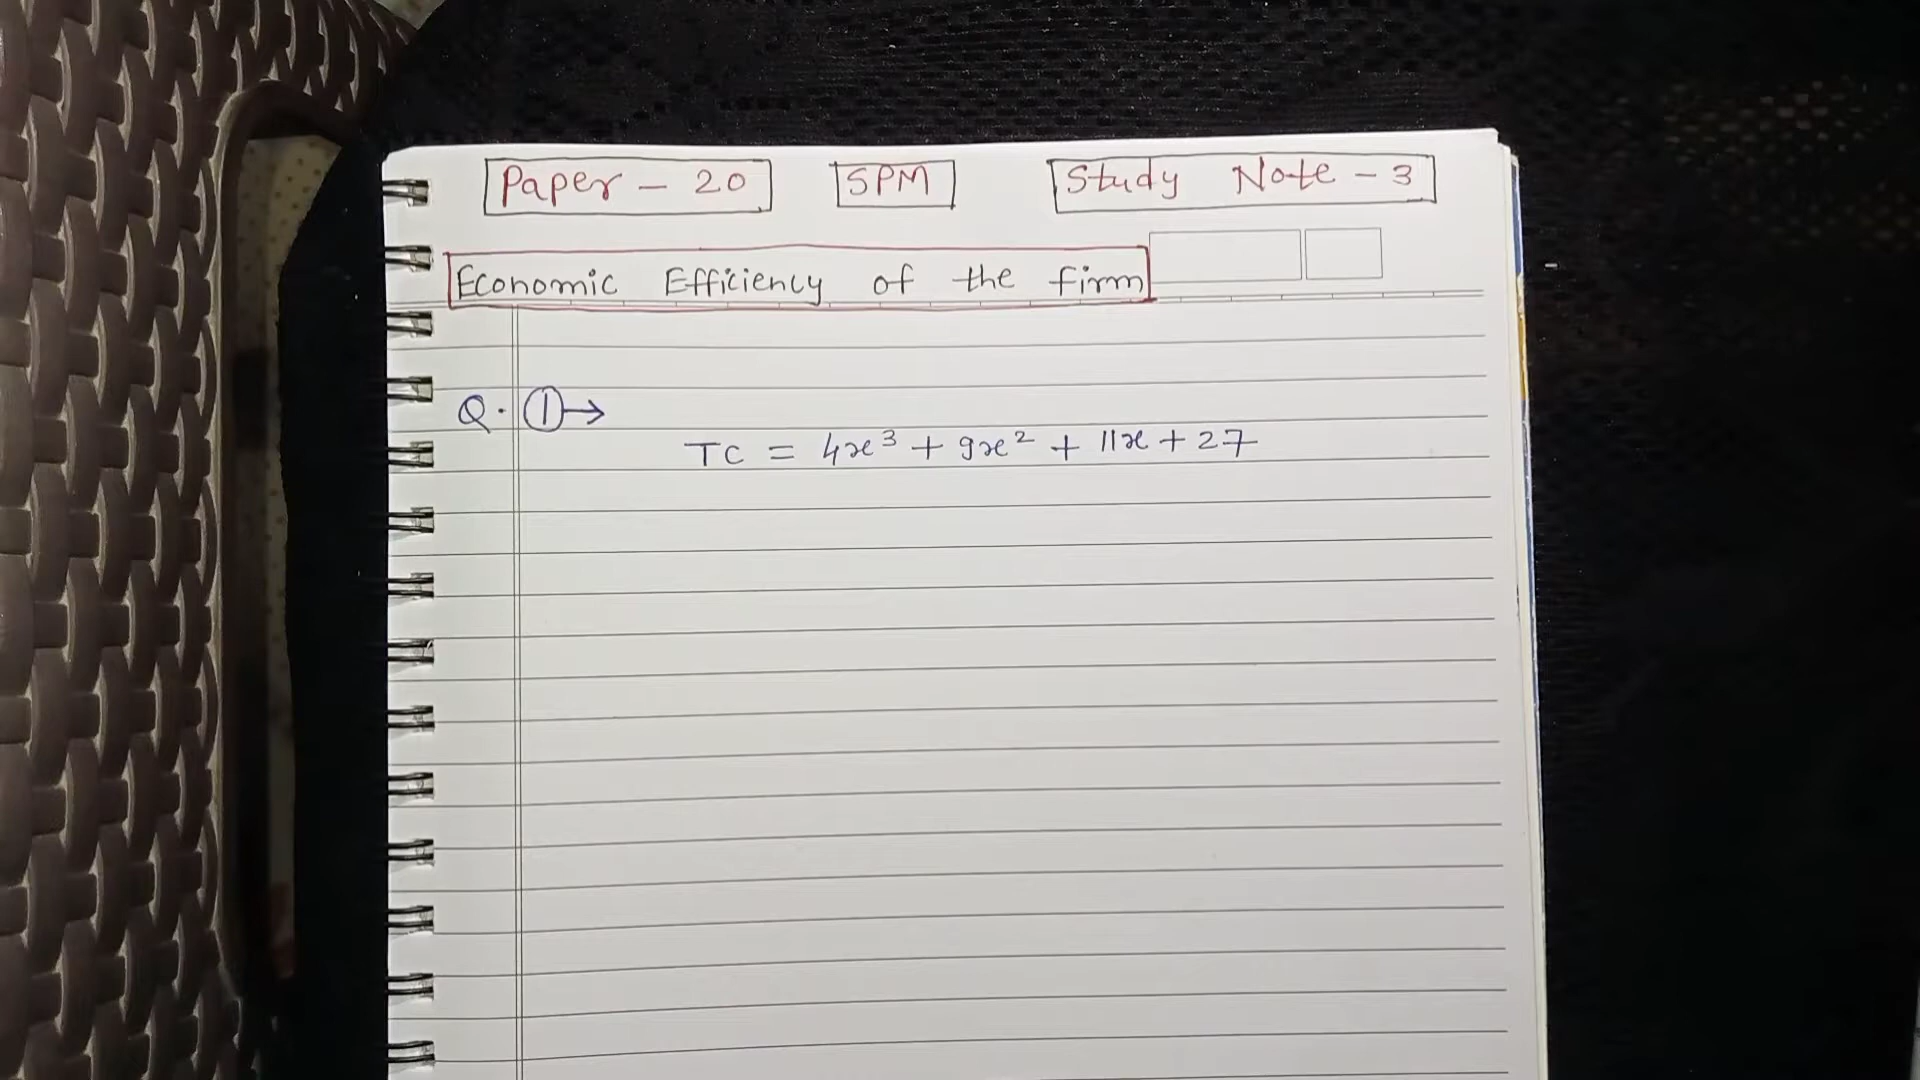 Paper - 20 SPM Study Note - 3
Economic Efficiency of the firm
Q. ① →
TC = 4x³ + 9x² + 11x + 27